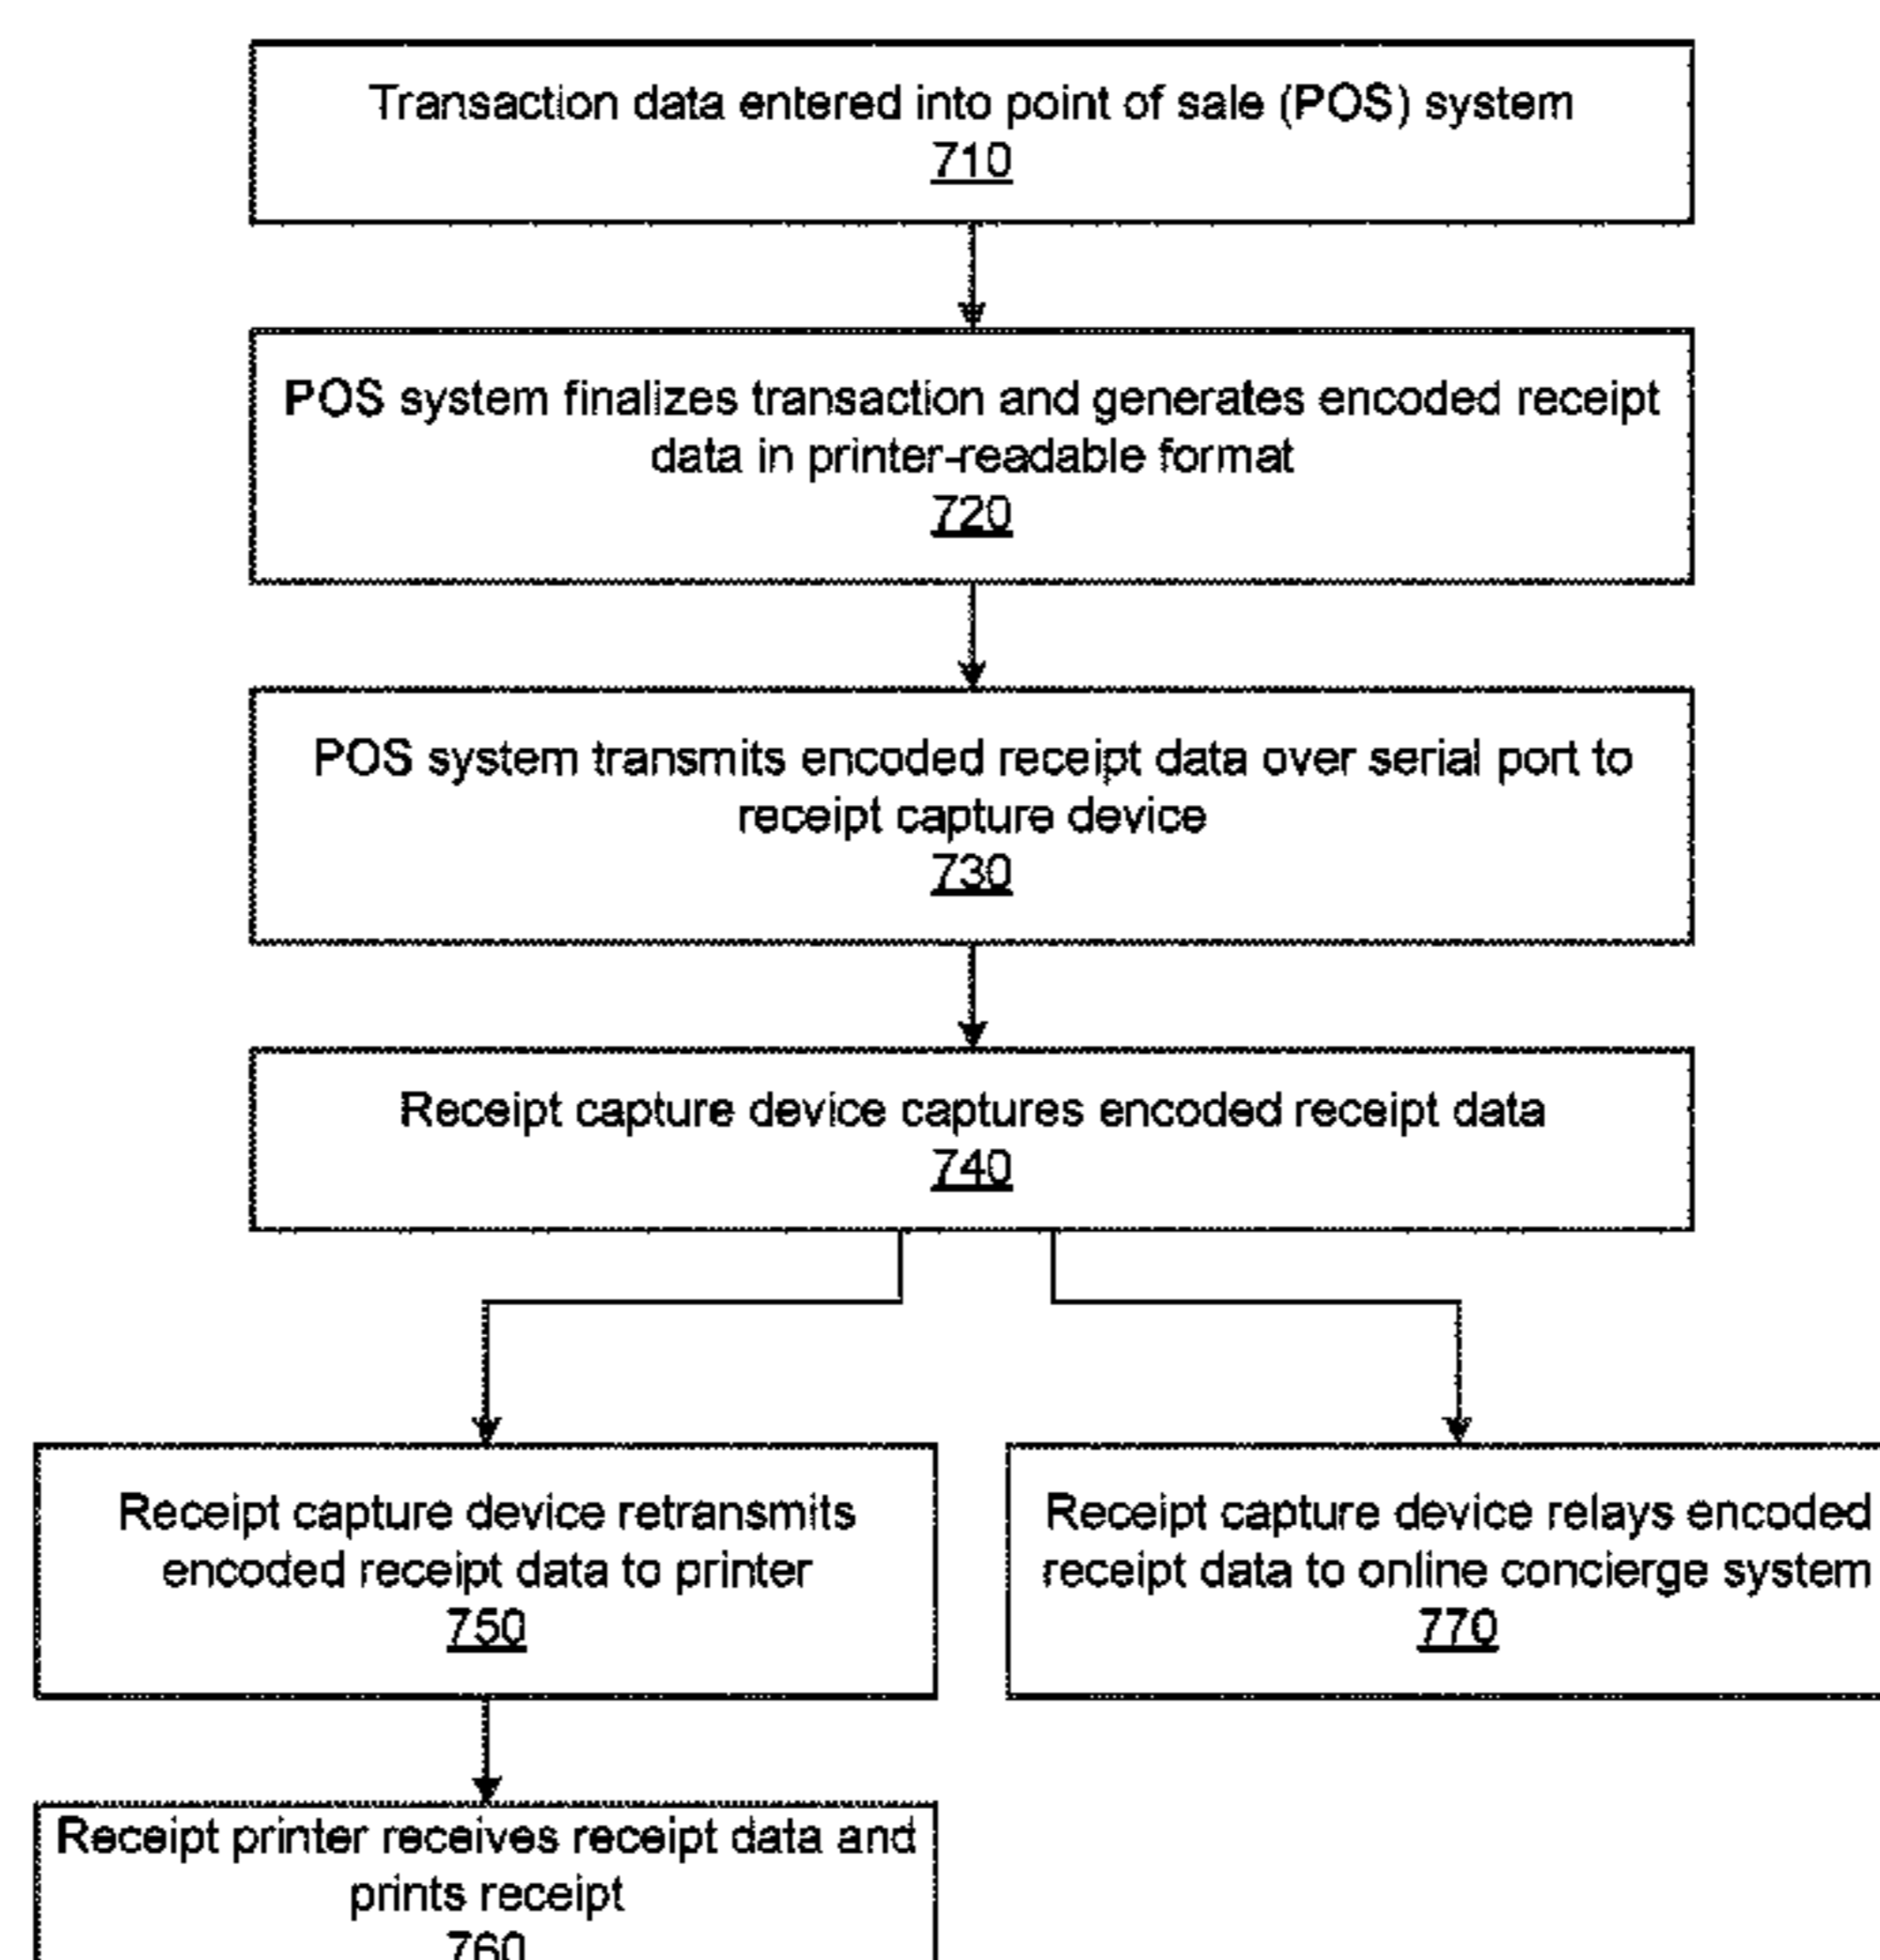 Transaction data entered into point of sale (POS) system
710
POS system finalizes transaction and generates encoded receipt
data in printer-readable format
720
POS system transmits encoded receipt data over serial port to
receipt capture device
730
Receipt capture device captures encoded receipt data
740
Receipt capture device retransmits
encoded receipt data to printer
750
Receipt capture device relays encoded
receipt data to online concierge system
770
Receipt printer receives receipt data and
prints receipt
760